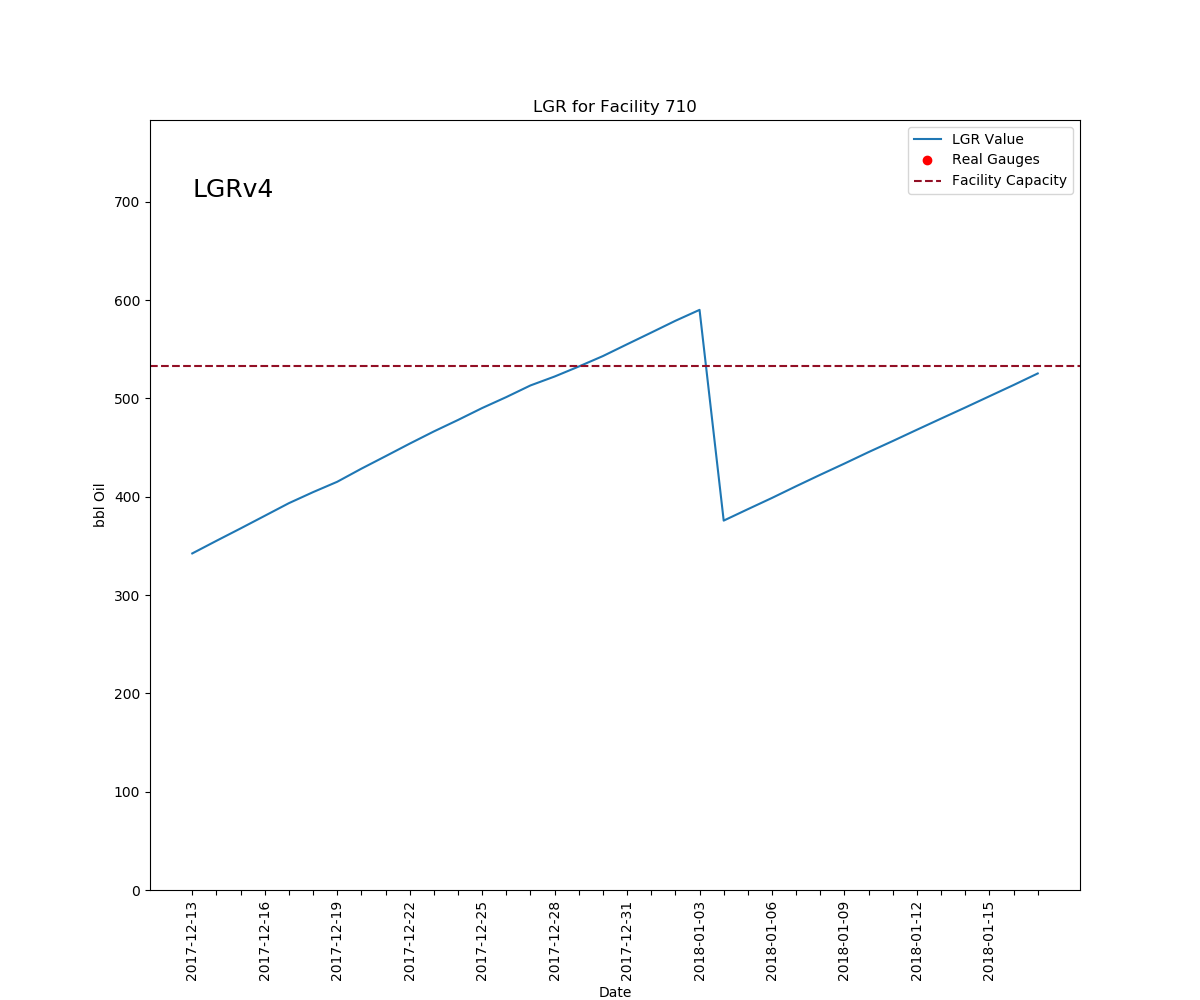 LGR for Facility 710
LGR Value
Real Gauges
Facility Capacity
LGRv4
700
600
500
400
300
200
100
0
bbl Oil
2017-12-13
2017-12-16
2017-12-19
2017-12-22
2017-12-25
2017-12-28
2017-12-31
2018-01-03
2018-01-06
2018-01-09
2018-01-12
2018-01-15
Date